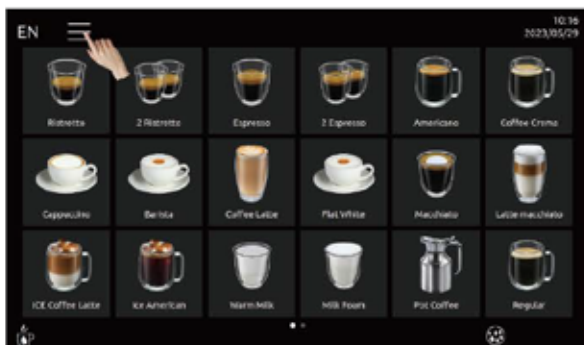 10:16
EN 2023/05/29
Ristretto 2 Ristretto Espresso 2 Espresso Americano Coffee Crema
Cappuccino Barista Coffee Latte Flat White Macchiato Latte macchiato
ICE Coffee Latte Ice American Warm Milk Milk Foam Pot Coffee Regular